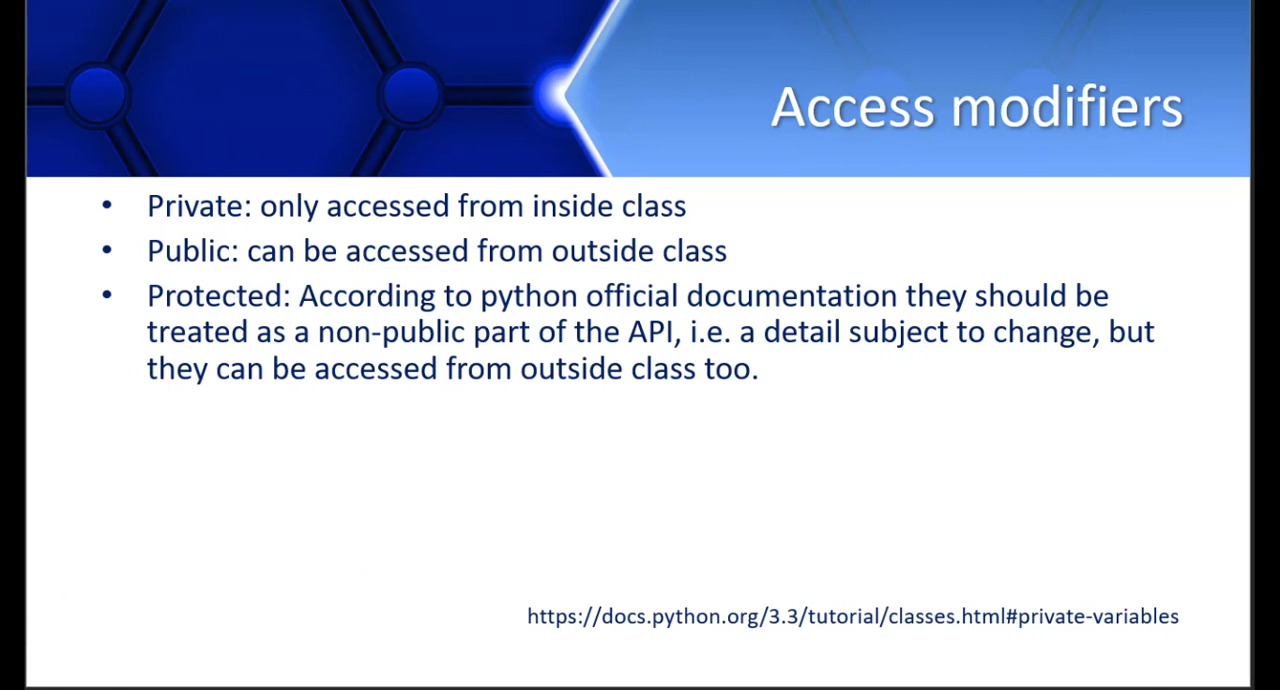 Access modifiers
• Private: only accessed from inside class
• Public: can be accessed from outside class
• Protected: According to python official documentation they should be
treated as a non-public part of the API, i.e. a detail subject to change, but
they can be accessed from outside class too.
https://docs.python.org/3.3/tutorial/classes.html#private-variables